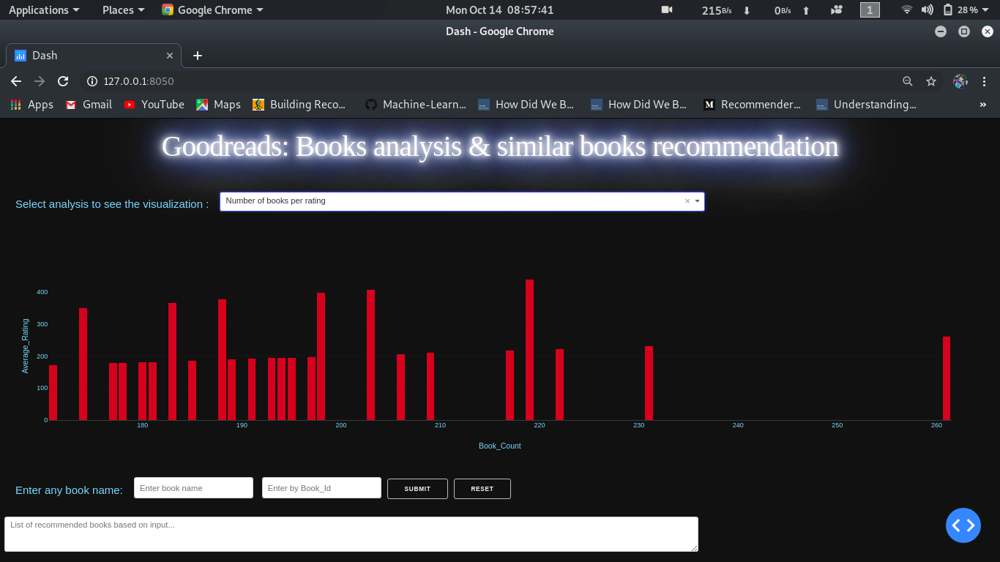 Applications Places Google Chrome Mon Oct 14 08:57:41 215B/s 0B/s 1 28 %
Dash - Google Chrome
Dash
127.0.0.1:8050
Apps Gmail YouTube Maps Building Reco... Machine-Learn... How Did We B... How Did We B... Recommender... Understanding... »
Goodreads: Books analysis & similar books recommendation
Select analysis to see the visualization : Number of books per rating ×
400
300
200
100
0
Average_Rating
180 190 200 210 220 230 240 250 260
Book_Count
Enter any book name: Enter book name Enter by Book_Id SUBMIT RESET
List of recommended books based on input...